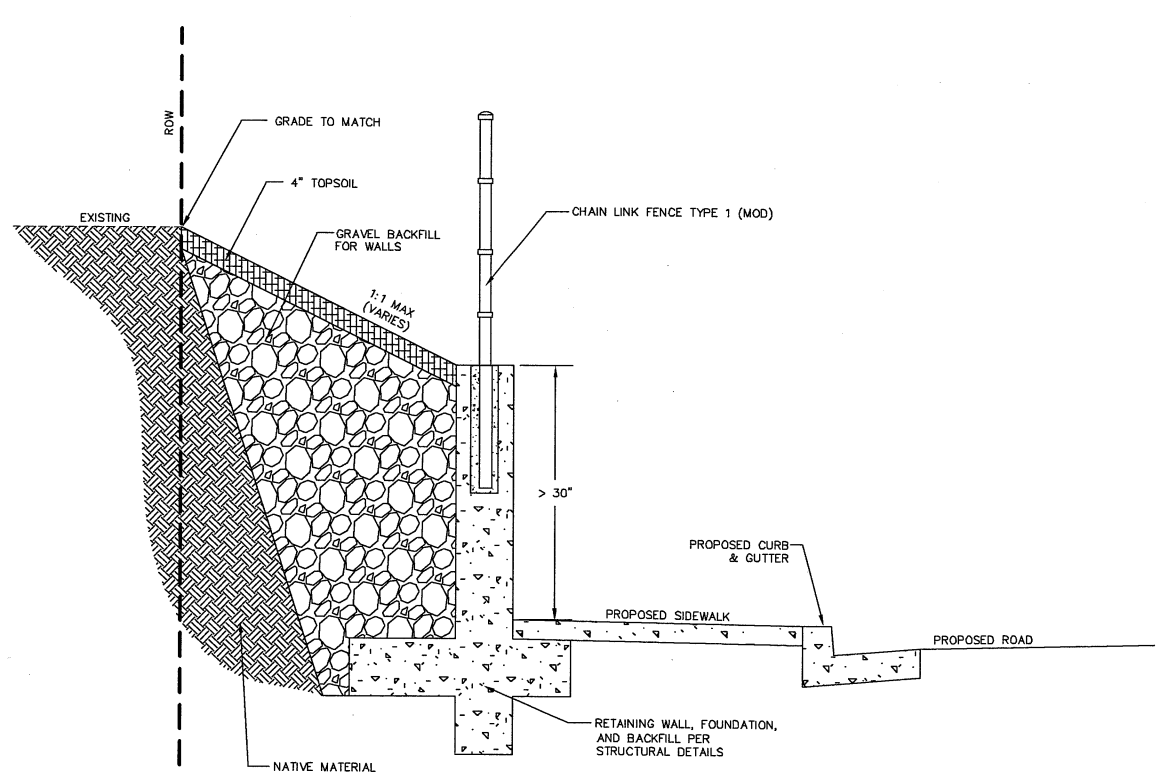 ROW
GRADE TO MATCH
4" TOPSOIL
CHAIN LINK FENCE TYPE 1 (MOD)
EXISTING
GRAVEL BACKFILL
FOR WALLS
1:1 MAX
(VARIES)
> 30"
PROPOSED CURB
& GUTTER
PROPOSED SIDEWALK
PROPOSED ROAD
RETAINING WALL, FOUNDATION,
AND BACKFILL PER
STRUCTURAL DETAILS
NATIVE MATERIAL